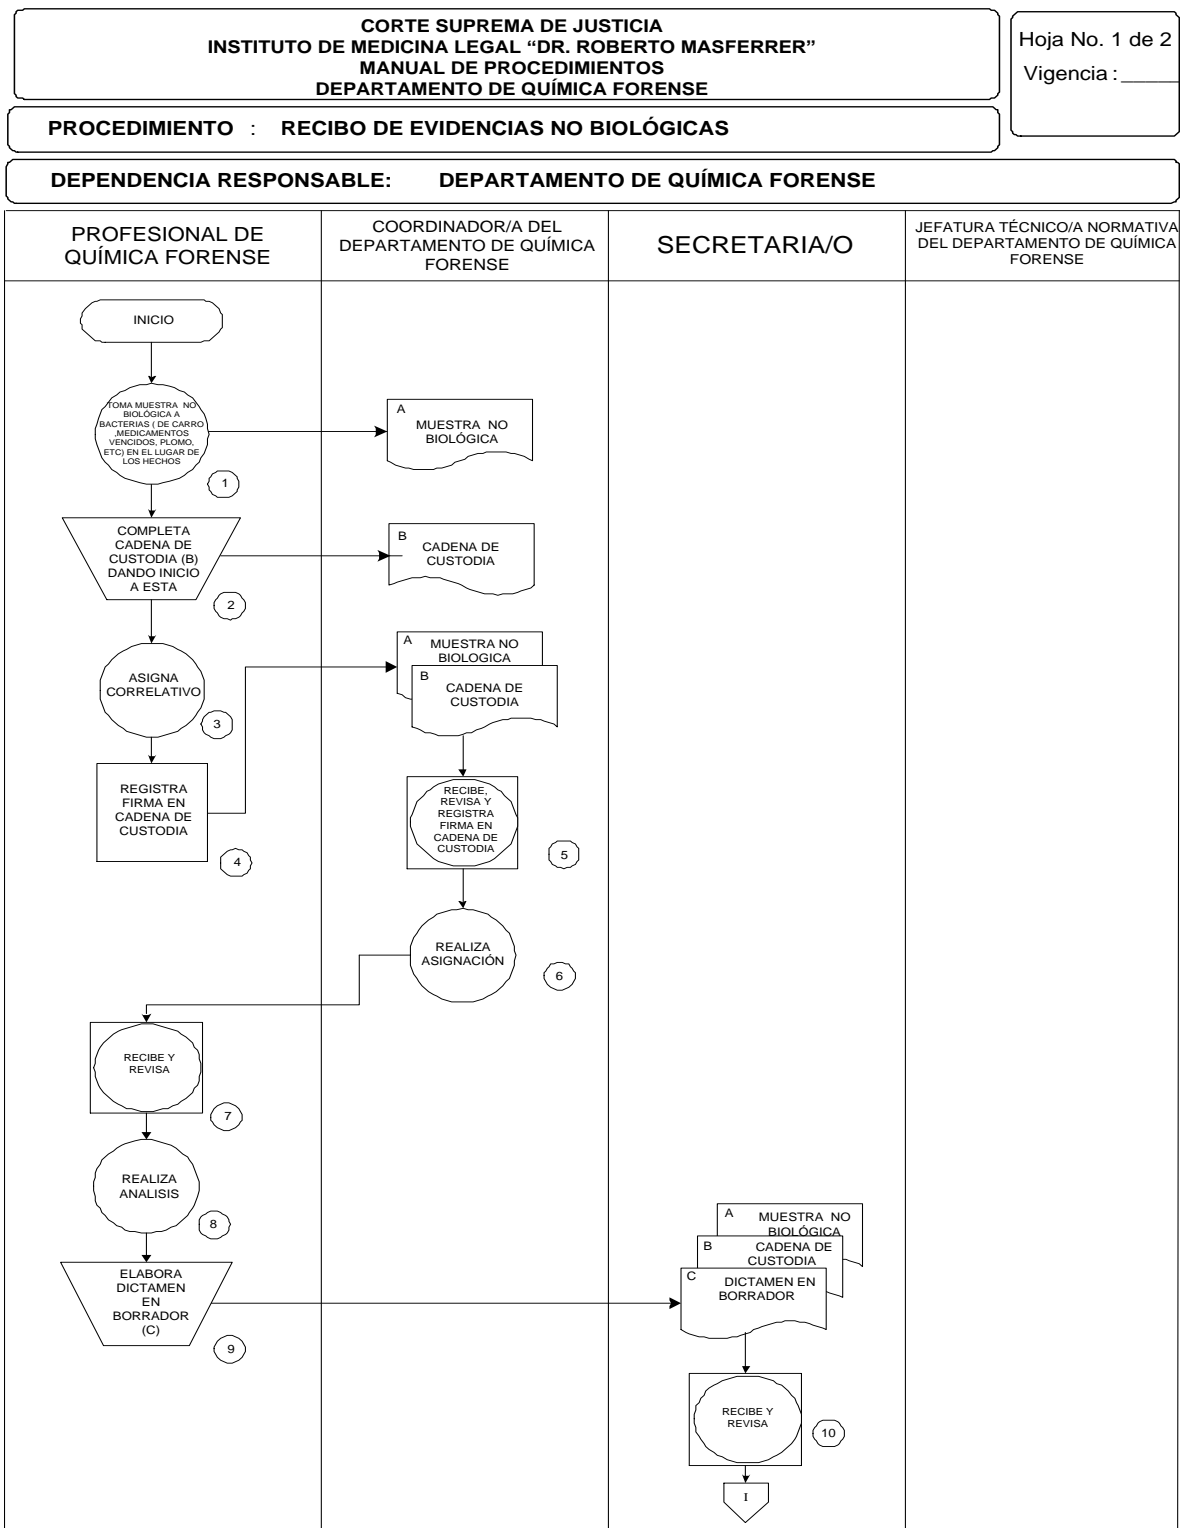 CORTE SUPREMA DE JUSTICIA
INSTITUTO DE MEDICINA LEGAL “DR. ROBERTO MASFERRER”
MANUAL DE PROCEDIMIENTOS
DEPARTAMENTO DE QUÍMICA FORENSE
Hoja No. 1 de 2
Vigencia : _____
PROCEDIMIENTO : RECIBO DE EVIDENCIAS NO BIOLÓGICAS
DEPENDENCIA RESPONSABLE: DEPARTAMENTO DE QUÍMICA FORENSE
PROFESIONAL DE
QUÍMICA FORENSE
COORDINADOR/A DEL
DEPARTAMENTO DE QUÍMICA
FORENSE
SECRETARIA/O
JEFATURA TÉCNICO/A NORMATIVA
DEL DEPARTAMENTO DE QUÍMICA
FORENSE
INICIO
TOMA MUESTRA NO
BIOLÓGICA A
BACTERIAS ( DE CARRO
,MEDICAMENTOS
VENCIDOS, PLOMO,
ETC) EN EL LUGAR DE
LOS HECHOS
1
A
MUESTRA NO
BIOLÓGICA
COMPLETA
CADENA DE
CUSTODIA (B)
DANDO INICIO
A ESTA
2
B
CADENA DE
CUSTODIA
ASIGNA
CORRELATIVO
3
A
MUESTRA NO
BIOLOGICA
B
CADENA DE
CUSTODIA
REGISTRA
FIRMA EN
CADENA DE
CUSTODIA
4
RECIBE,
REVISA Y
REGISTRA
FIRMA EN
CADENA DE
CUSTODIA
5
REALIZA
ASIGNACIÓN
6
RECIBE Y
REVISA
7
REALIZA
ANALISIS
8
ELABORA
DICTAMEN
EN
BORRADOR
(C)
9
A
MUESTRA NO
BIOLÓGICA
B
CADENA DE
CUSTODIA
C
DICTAMEN EN
BORRADOR
RECIBE Y
REVISA
10
I